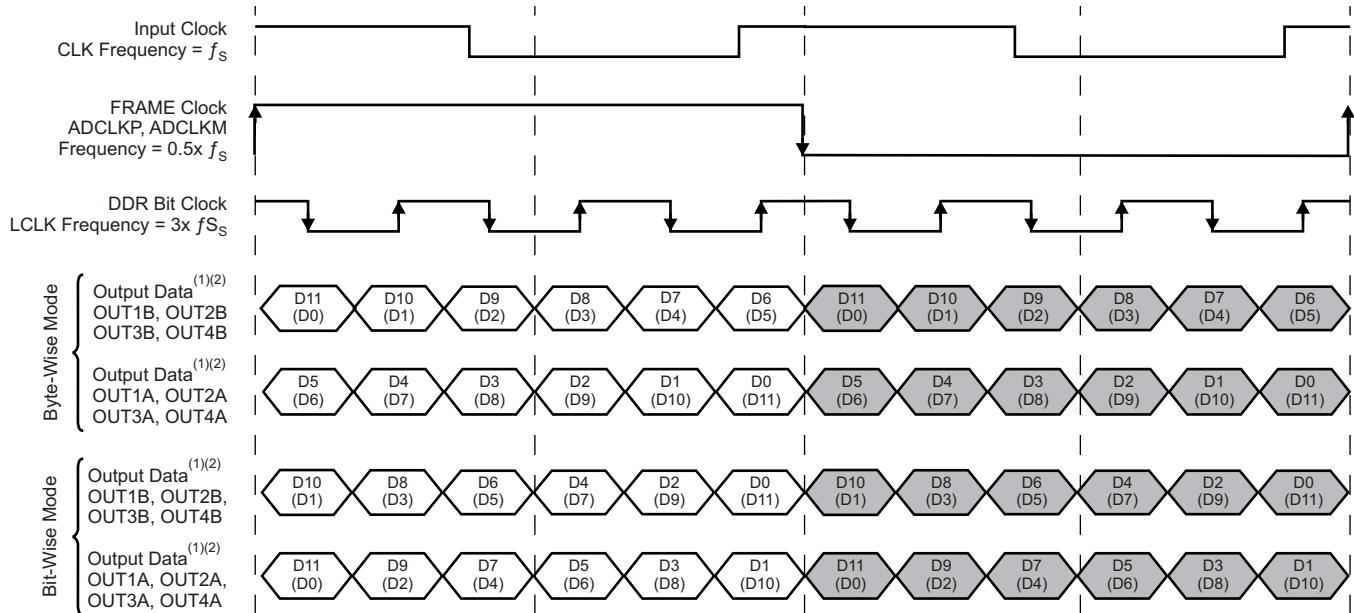 Input Clock
CLK Frequency = fS
FRAME Clock
ADCLKP, ADCLKM
Frequency = 0.5x fS
DDR Bit Clock
LCLK Frequency = 3x fSS
Byte-Wise Mode
Output Data(1)(2)
OUT1B, OUT2B
OUT3B, OUT4B
D11 D10 D9 D8 D7 D6 D11 D10 D9 D8 D7 D6
(D0) (D1) (D2) (D3) (D4) (D5) (D0) (D1) (D2) (D3) (D4) (D5)
Output Data(1)(2)
OUT1A, OUT2A
OUT3A, OUT4A
D5 D4 D3 D2 D1 D0 D5 D4 D3 D2 D1 D0
(D6) (D7) (D8) (D9) (D10) (D11) (D6) (D7) (D8) (D9) (D10) (D11)
Bit-Wise Mode
Output Data(1)(2)
OUT1B, OUT2B,
OUT3B, OUT4B
D10 D8 D6 D4 D2 D0 D10 D8 D6 D4 D2 D0
(D1) (D3) (D5) (D7) (D9) (D11) (D1) (D3) (D5) (D7) (D9) (D11)
Output Data(1)(2)
OUT1A, OUT2A,
OUT3A, OUT4A
D11 D9 D7 D5 D3 D1 D11 D9 D7 D5 D3 D1
(D0) (D2) (D4) (D6) (D8) (D10) (D0) (D2) (D4) (D6) (D8) (D10)